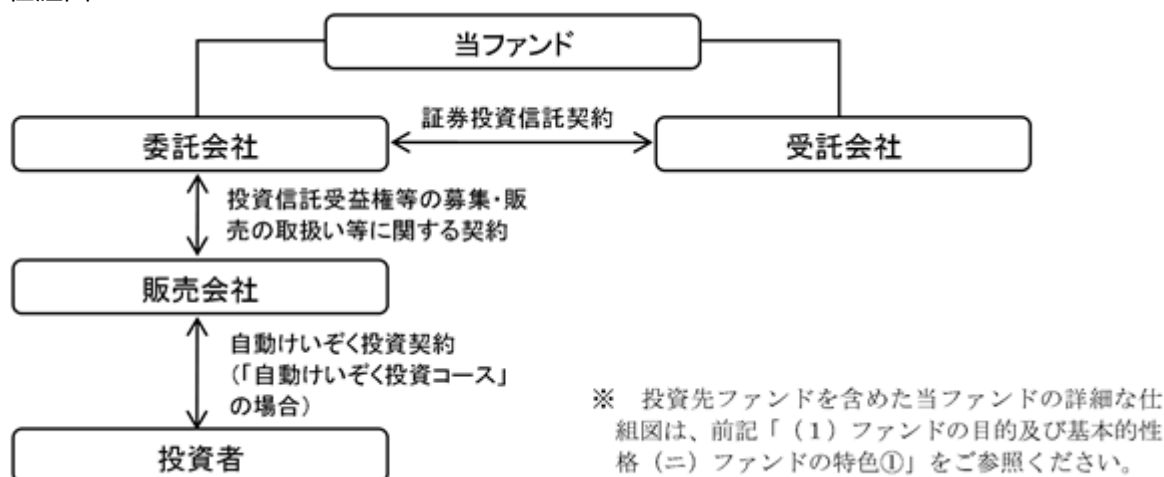 当ファンド
証券投資信託契約
委託会社
受託会社
投資信託受益権等の募集・販
売の取扱い等に関する契約
販売会社
自動けいぞく投資契約
(「自動けいぞく投資コース」
の場合)
投資者
※　投資先ファンドを含めた当ファンドの詳細な仕
組図は、前記「（１）ファンドの目的及び基本的性
格（ニ）ファンドの特色①」をご参照ください。